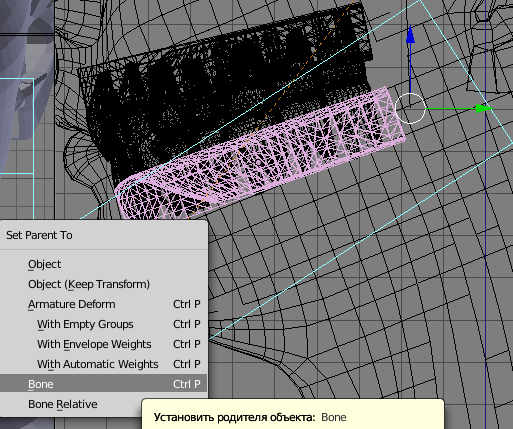 Set Parent To
Object
Object (Keep Transform)
Armature Deform Ctrl P
With Empty Groups Ctrl P
With Envelope Weights Ctrl P
With Automatic Weights Ctrl P
Bone Ctrl P
Bone Relative
Установить родителя объекта: Bone